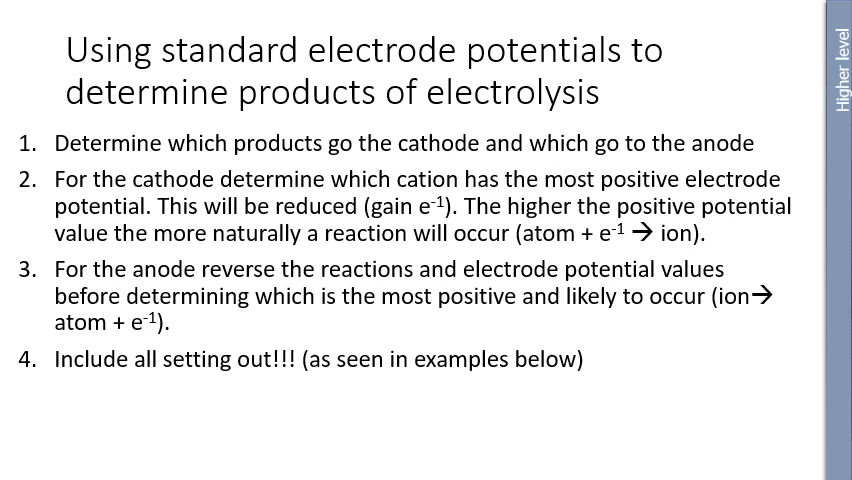 Using standard electrode potentials to
determine products of electrolysis
1. Determine which products go the cathode and which go to the anode
2. For the cathode determine which cation has the most positive electrode
potential. This will be reduced (gain e-1). The higher the positive potential
value the more naturally a reaction will occur (atom + e-1 → ion).
3. For the anode reverse the reactions and electrode potential values
before determining which is the most positive and likely to occur (ion→
atom + e-1).
4. Include all setting out!!! (as seen in examples below)
Higher level